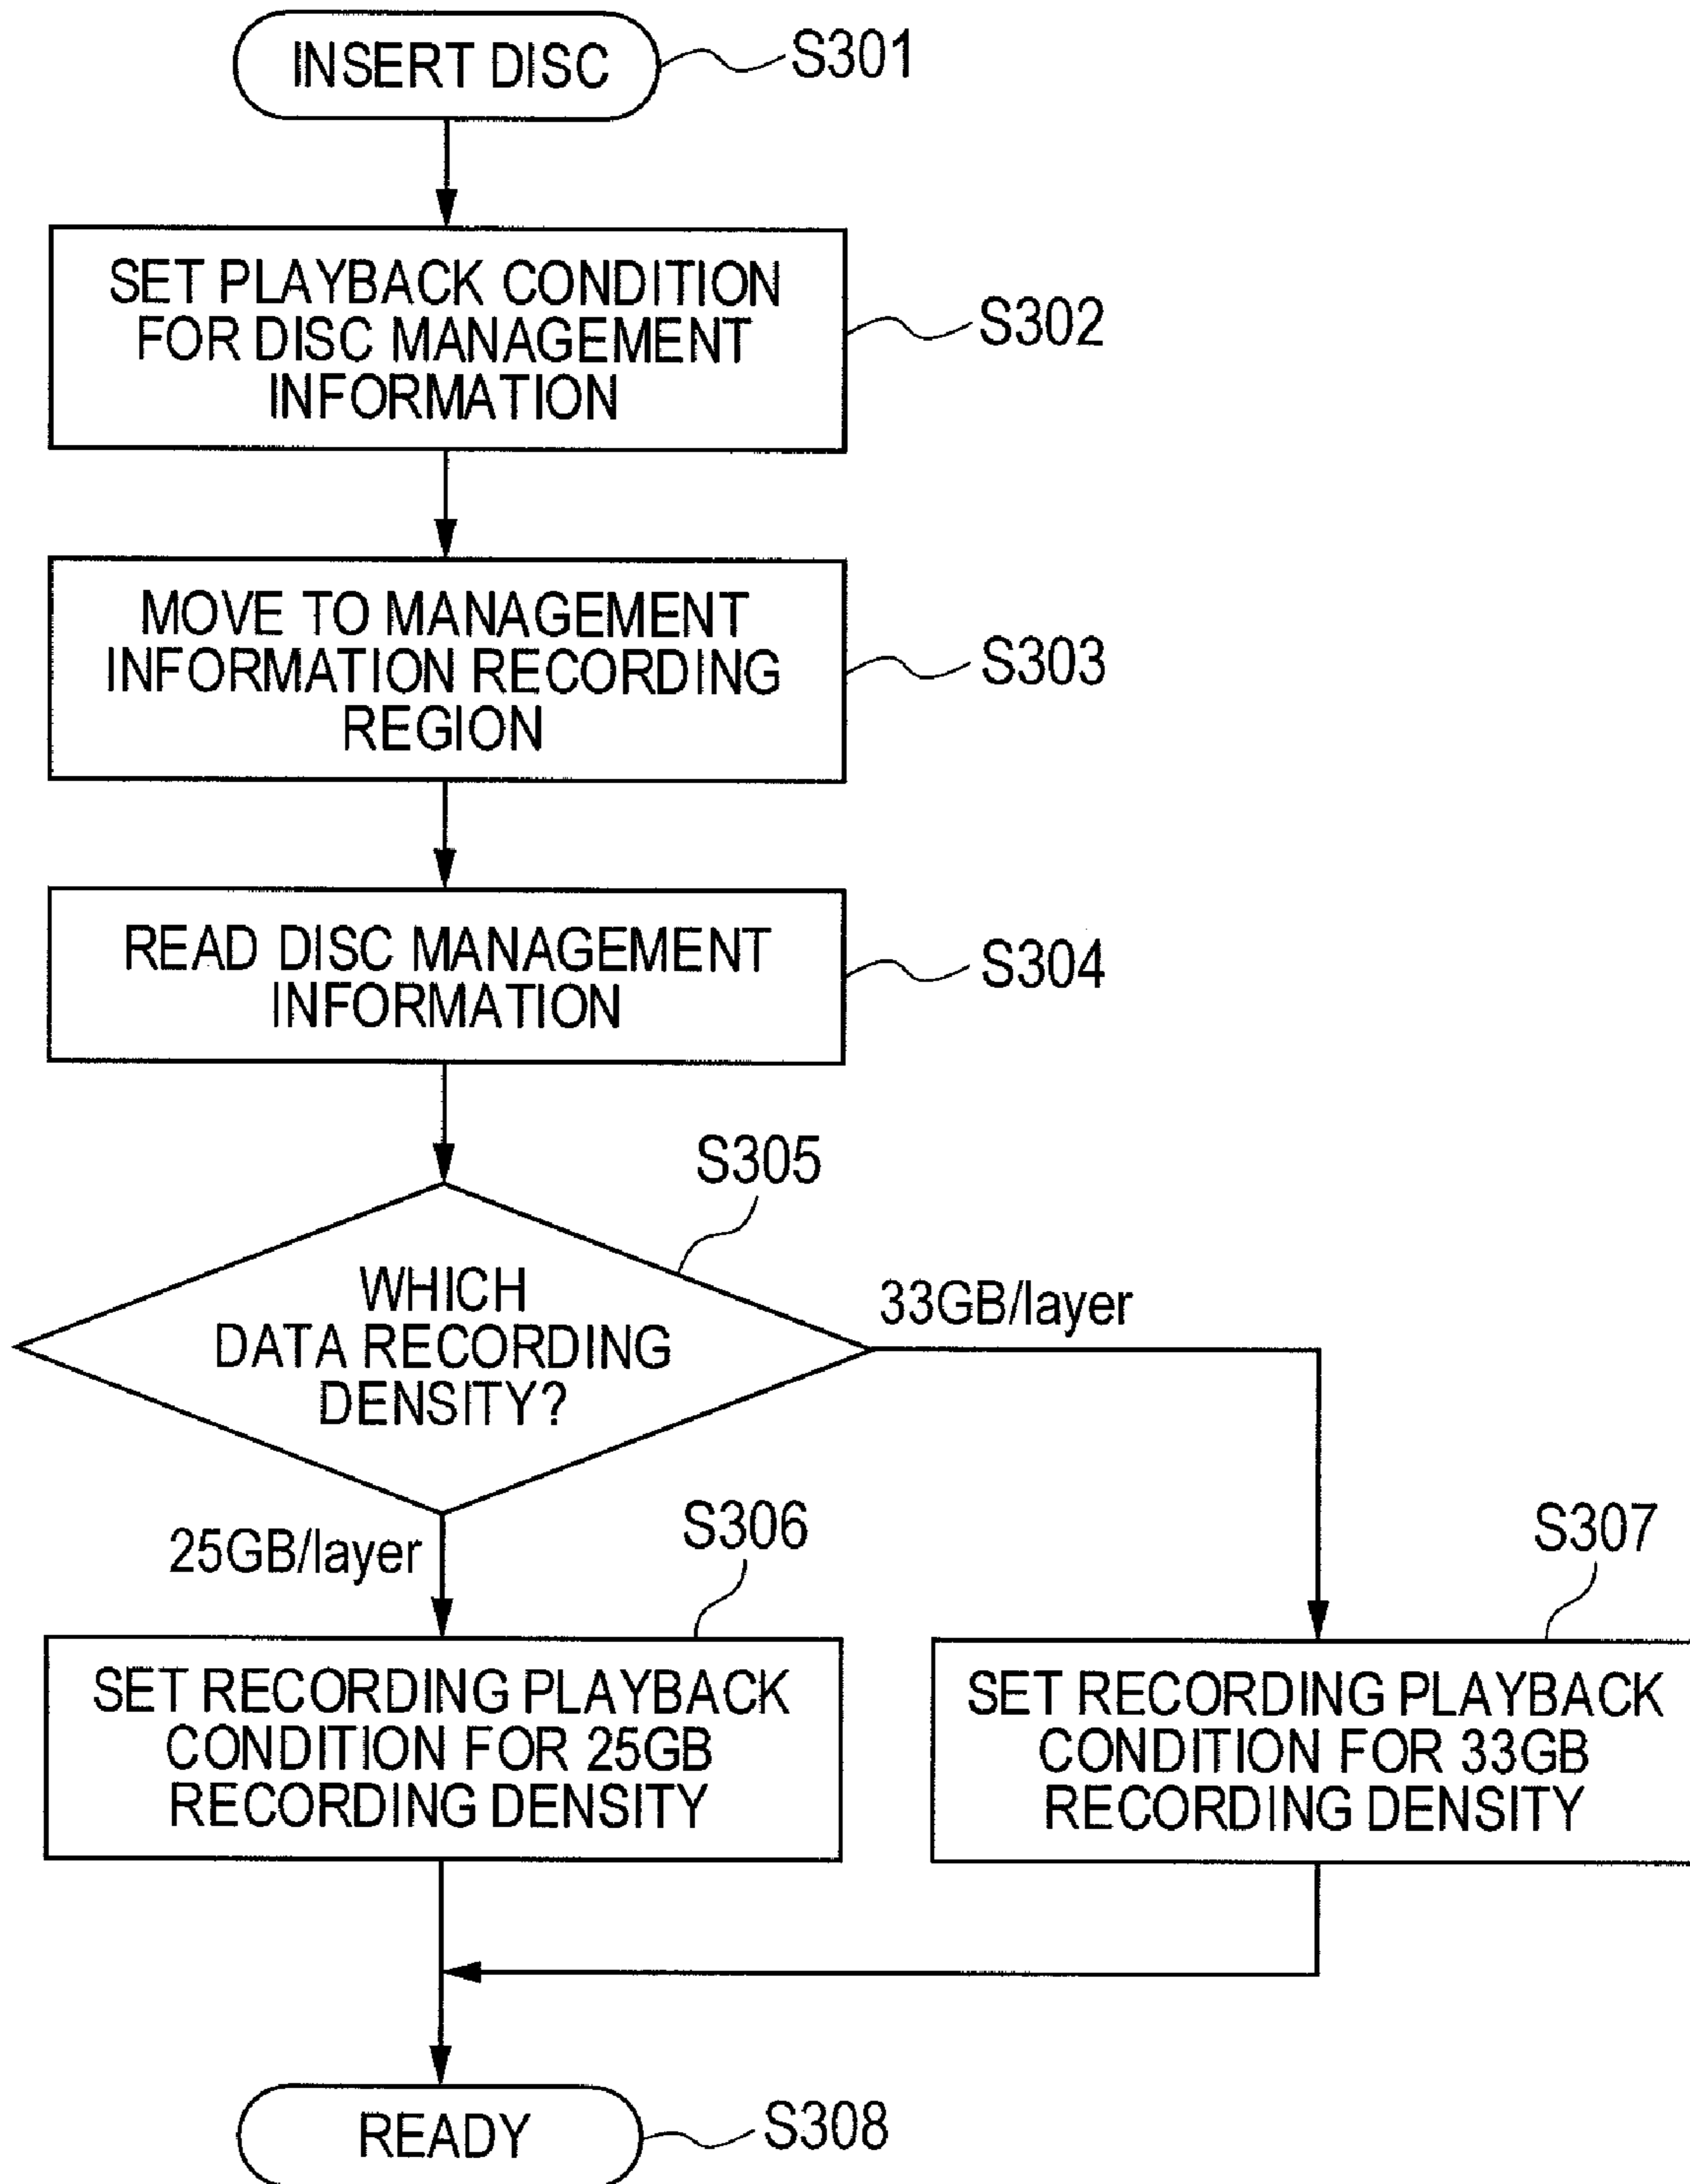 INSERT DISC
S301
SET PLAYBACK CONDITION
FOR DISC MANAGEMENT
INFORMATION
S302
MOVE TO MANAGEMENT
INFORMATION RECORDING
REGION
S303
READ DISC MANAGEMENT
INFORMATION
S304
S305
WHICH
DATA RECORDING
DENSITY?
33GB/layer
25GB/layer
S306
S307
SET RECORDING PLAYBACK
CONDITION FOR 25GB
RECORDING DENSITY
SET RECORDING PLAYBACK
CONDITION FOR 33GB
RECORDING DENSITY
READY
S308